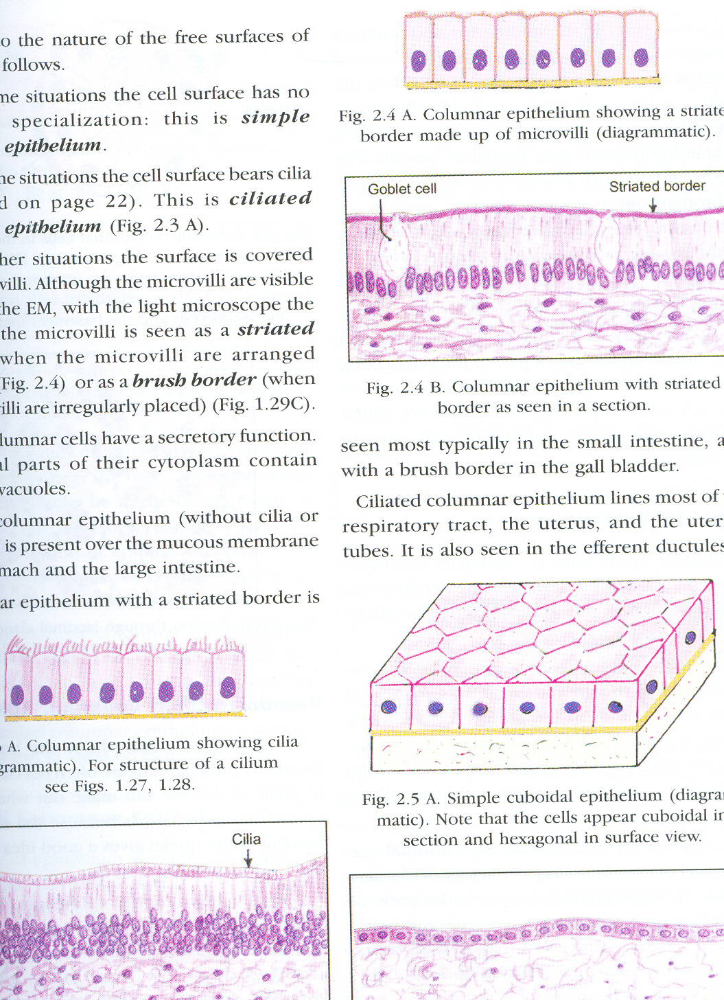 o the nature of the free surfaces of
follows.
me situations the cell surface has no
specialization: this is simple
epithelium.
ne situations the cell surface bears cilia
d on page 22). This is ciliated
epithelium (Fig. 2.3 A).
her situations the surface is covered
villi. Although the microvilli are visible
the EM, with the light microscope the
the microvilli is seen as a striated
when the microvilli are arranged
Fig. 2.4) or as a brush border (when
illi are irregularly placed) (Fig. 1.29C).
lumnar cells have a secretory function.
al parts of their cytoplasm contain
vacuoles.
columnar epithelium (without cilia or
is present over the mucous membrane
mach and the large intestine.
ar epithelium with a striated border is
A. Columnar epithelium showing cilia
grammatic). For structure of a cilium
see Figs. 1.27, 1.28.
Cilia
Fig. 2.4 A. Columnar epithelium showing a striate
border made up of microvilli (diagrammatic).
Goblet cell
Striated border
Fig. 2.4 B. Columnar epithelium with striated
border as seen in a section.
seen most typically in the small intestine, a
with a brush border in the gall bladder.
Ciliated columnar epithelium lines most of
respiratory tract, the uterus, and the uteri
tubes. It is also seen in the efferent ductules
Fig. 2.5 A. Simple cuboidal epithelium (diagram
matic). Note that the cells appear cuboidal in
section and hexagonal in surface view.